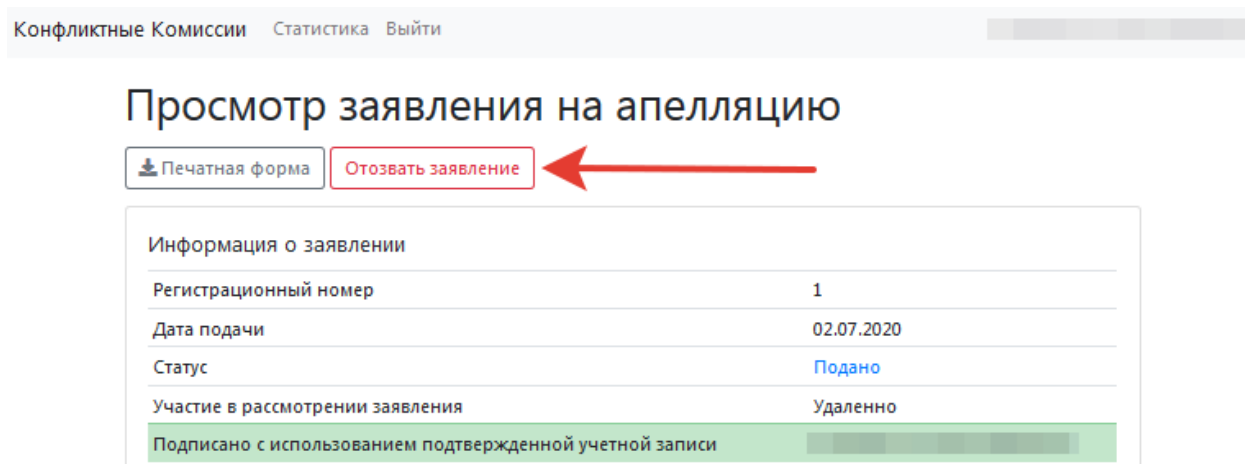 Конфликтные Комиссии Статистика Выйти
Просмотр заявления на апелляцию
Печатная форма Отозвать заявление
Информация о заявлении
Регистрационный номер 1
Дата подачи 02.07.2020
Статус Подано
Участие в рассмотрении заявления Удаленно
Подписано с использованием подтвержденной учетной записи